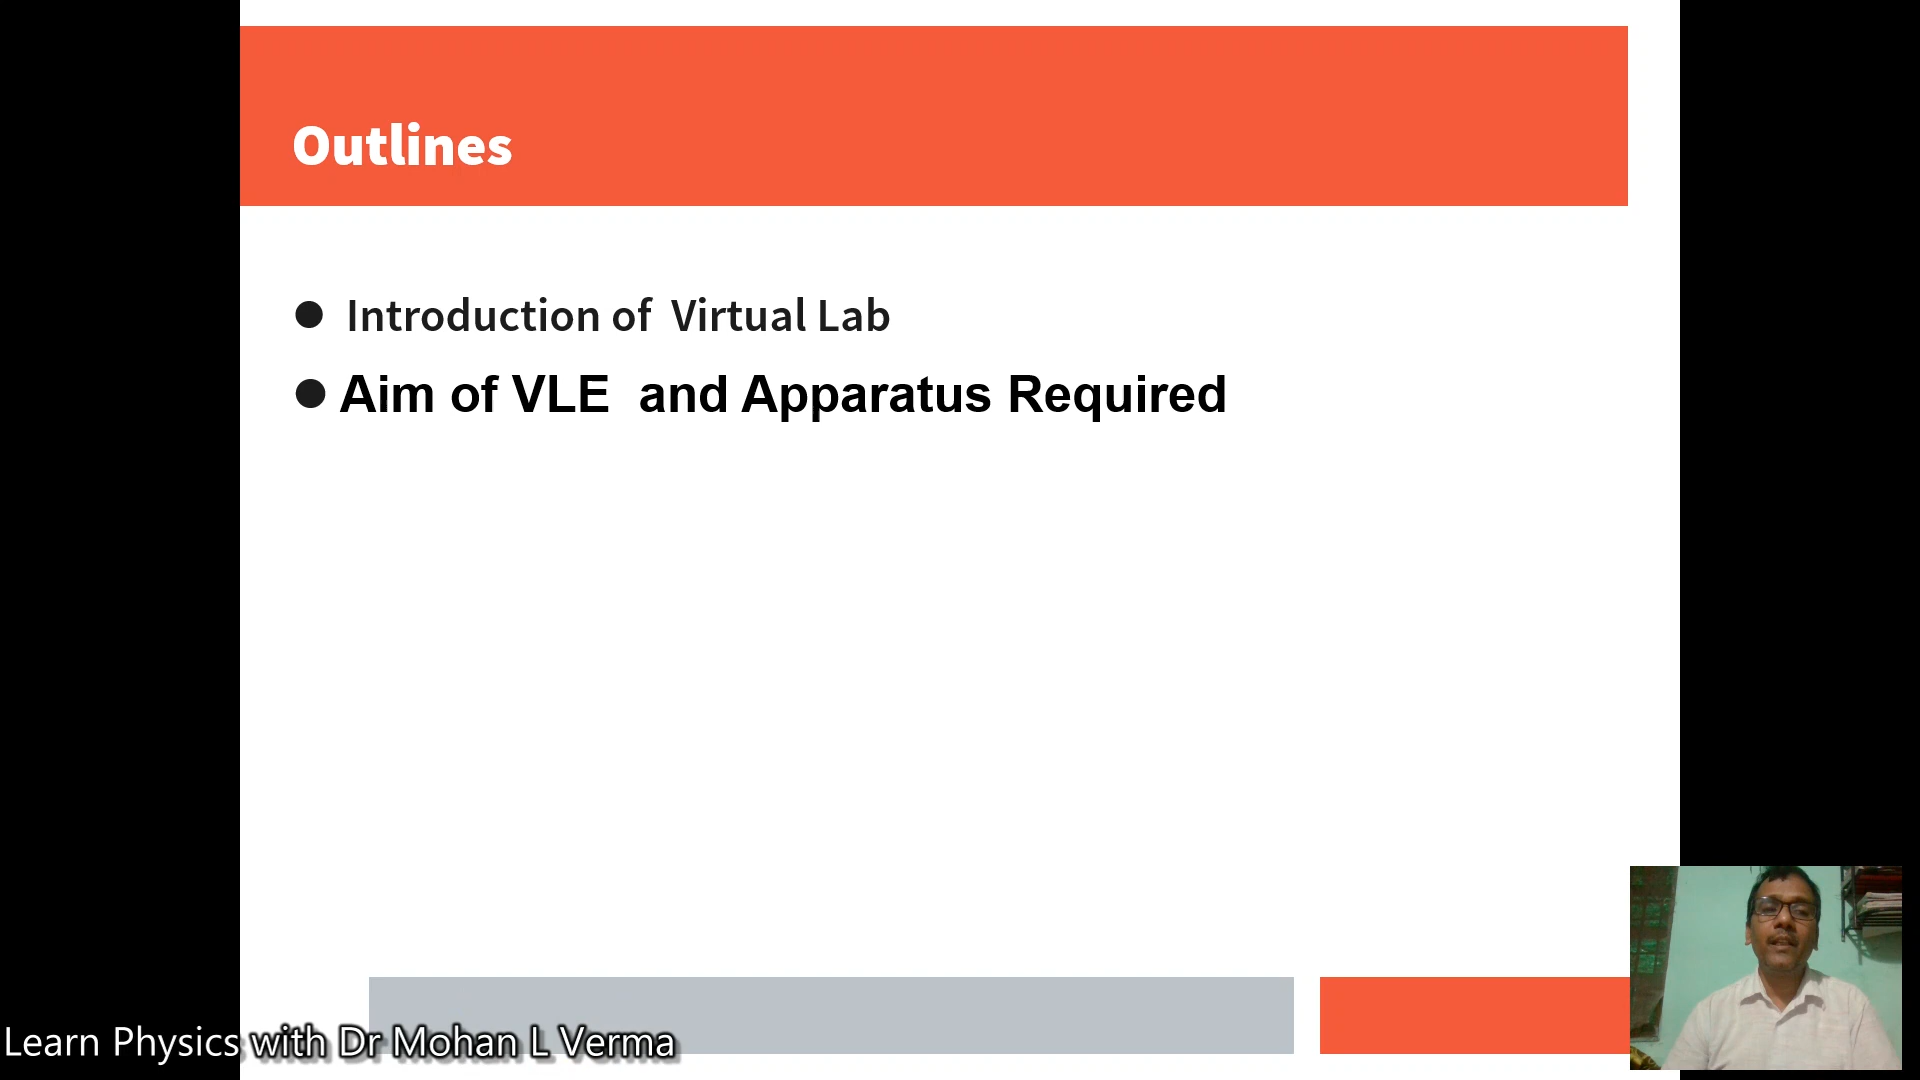 Outlines
Introduction of Virtual Lab
Aim of VLE and Apparatus Required
Learn Physics with Dr Mohan L Verma